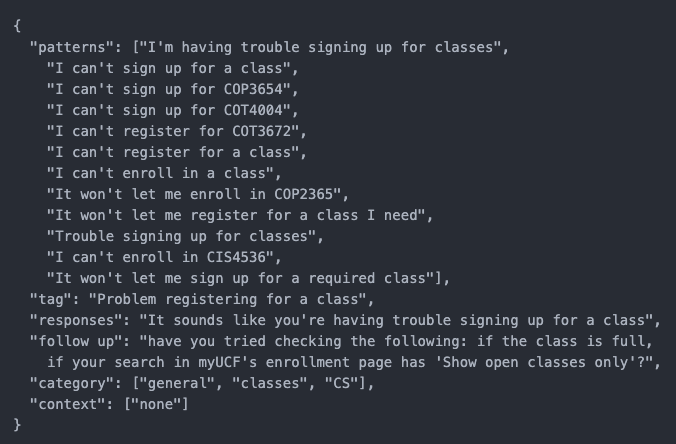 {
"patterns": ["I'm having trouble signing up for classes",
"I can't sign up for a class",
"I can't sign up for COP3654",
"I can't sign up for COT4004",
"I can't register for COT3672",
"I can't register for a class",
"I can't enroll in a class",
"It won't let me enroll in COP2365",
"It won't let me register for a class I need",
"Trouble signing up for classes",
"I can't enroll in CIS4536",
"It won't let me sign up for a required class"],
"tag": "Problem registering for a class",
"responses": "It sounds like you're having trouble signing up for a class",
"follow up": "have you tried checking the following: if the class is full,
if your search in myUCF's enrollment page has 'Show open classes only'?",
"category": ["general", "classes", "CS"],
"context": ["none"]
}